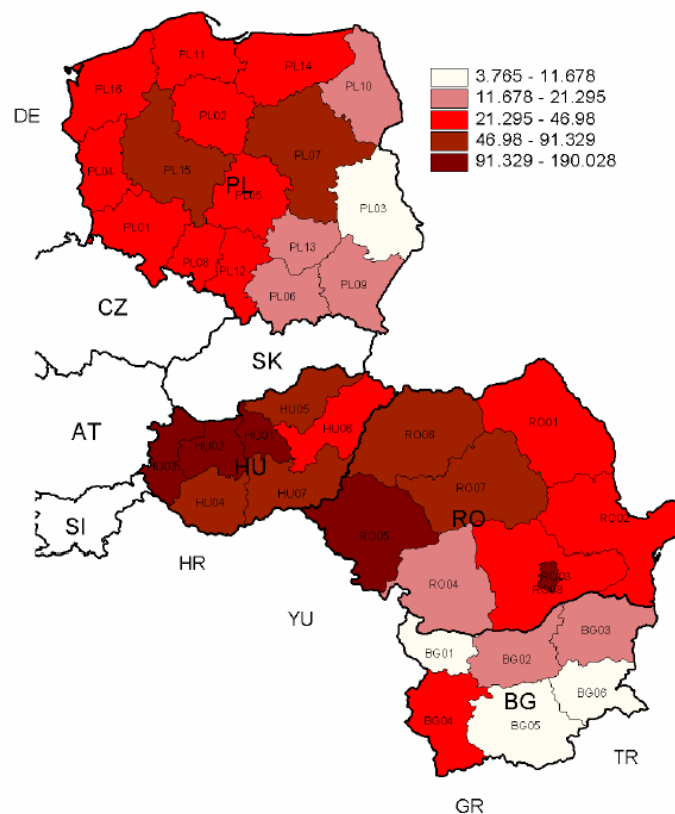 PL11
PL14
PL16
PL10
3.765 - 11.678
11.678 - 21.295
21.295 - 46.98
46.98 - 91.329
91.329 - 190.028
DE
PL02
PL07
PL15
PL04
PL
PL05
PL03
PL01
PL13
PL08
PL12
PL06
PL09
CZ
SK
AT
HU05
HU06
HU01
HU02
HU03
HU
HU04
HU07
RO01
RO06
RO07
RO
RO02
RO05
SI
HR
RO04
RO08
YU
BG01
BG02
BG03
BG
BG06
BG04
BG05
TR
GR